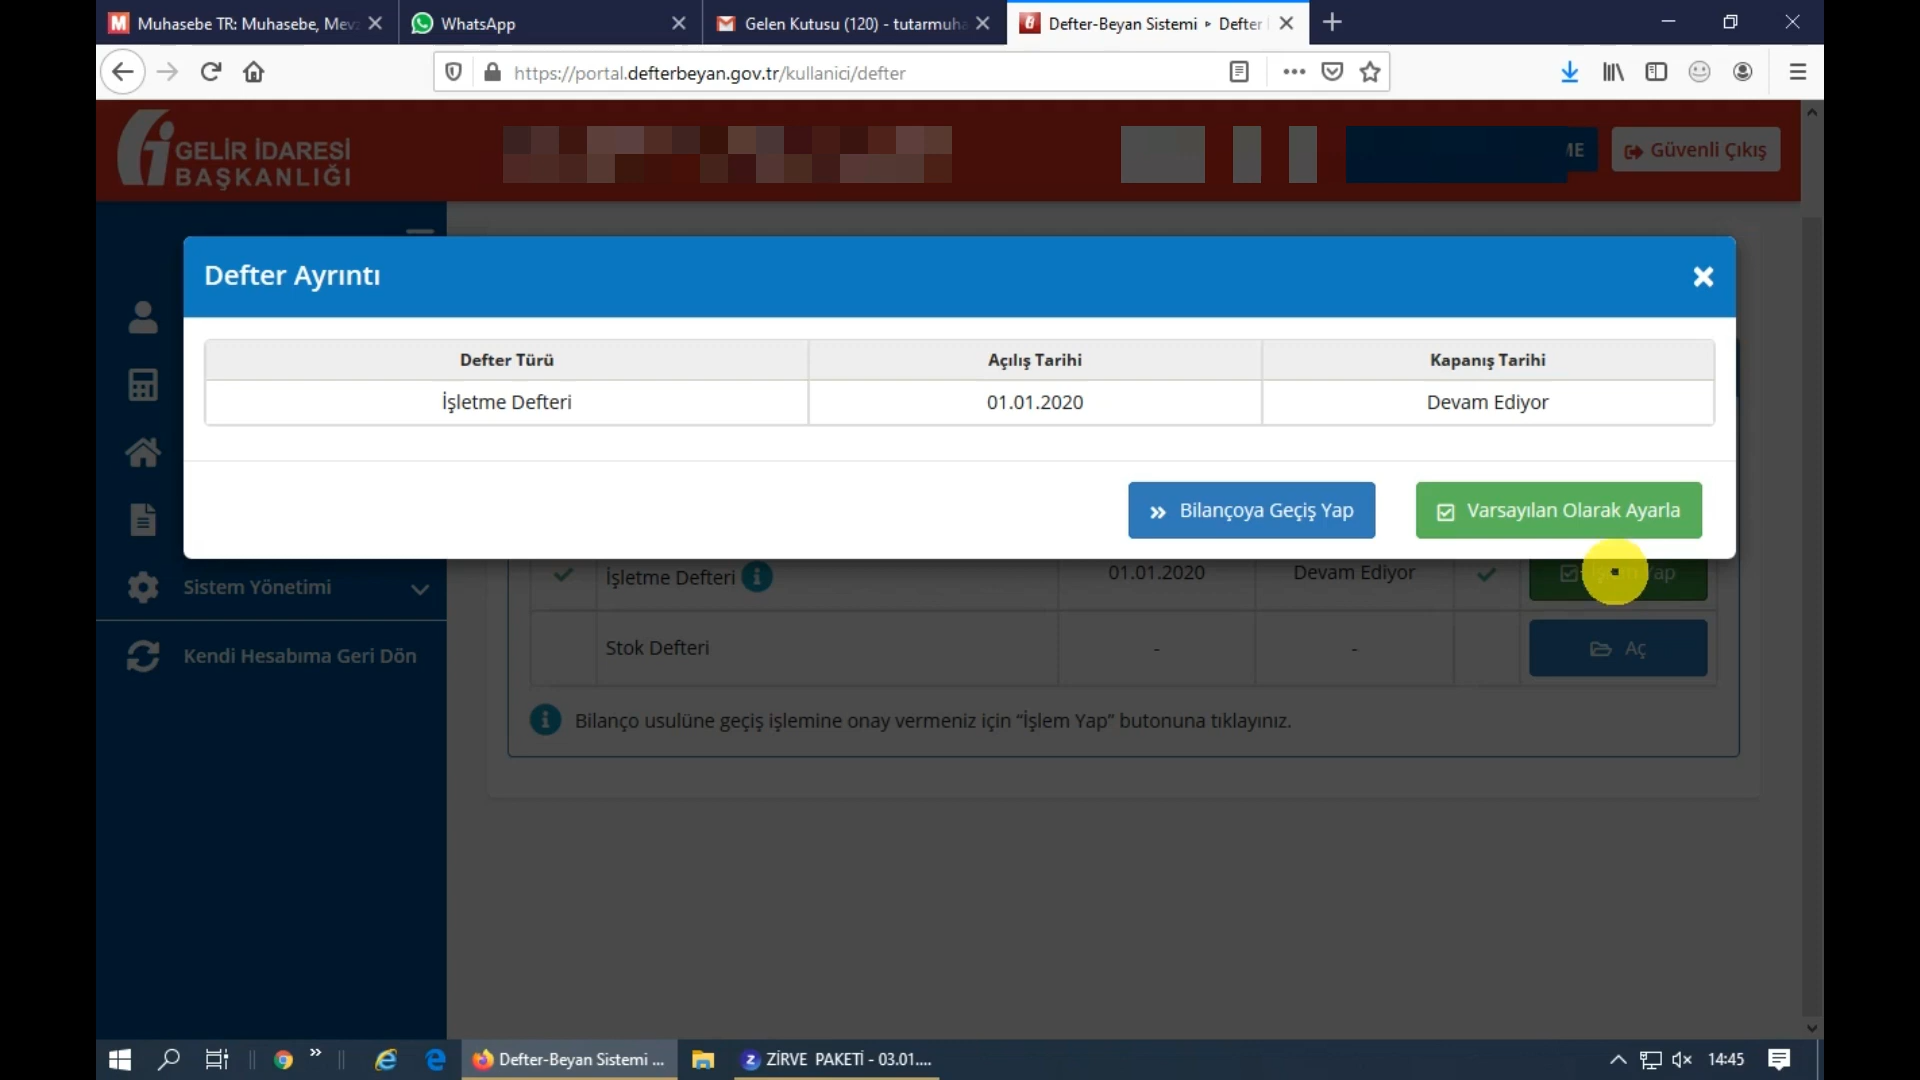 Muhasebe TR: Muhasebe, Mev
WhatsApp
Gelen Kutusu (120) - tutarmuha
Defter-Beyan Sistemi ▸ Defter
https://portal.defterbeyan.gov.tr/kullanici/defter
GELİR İDARESİ
BAŞKANLIĞI
ME
Güvenli Çıkış
Defter Ayrıntı
Defter Türü Açılış Tarihi Kapanış Tarihi
İşletme Defteri 01.01.2020 Devam Ediyor
» Bilançoya Geçiş Yap
Varsayılan Olarak Ayarla
İşletme Defteri 01.01.2020 Devam Ediyor
Stok Defteri - - Aç
Bilanço usulüne geçiş işlemine onay vermeniz için “İşlem Yap” butonuna tıklayınız.
Sistem Yönetimi
Kendi Hesabıma Geri Dön
Defter-Beyan Sistemi ...
ZİRVE PAKETİ - 03.01....
14:45